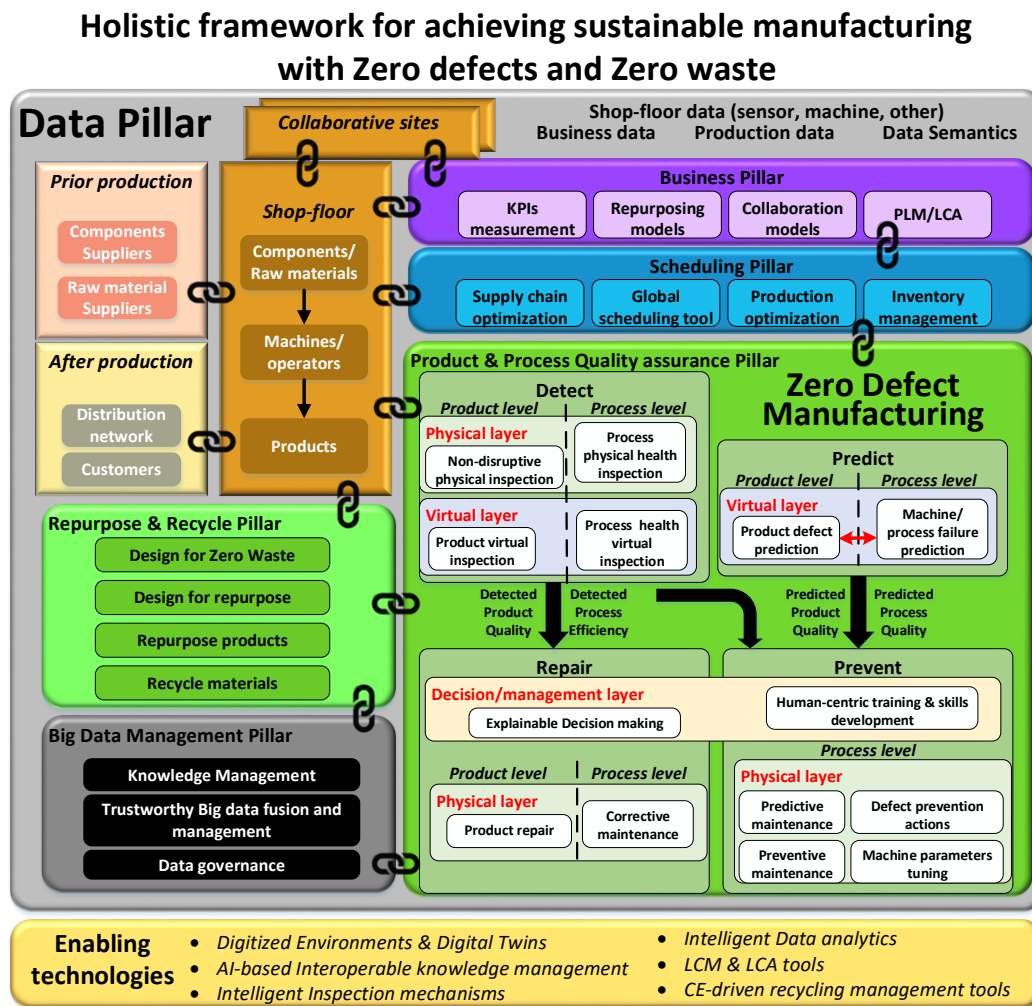 Holistic framework for achieving sustainable manufacturing
with Zero defects and Zero waste
Data Pillar
Collaborative sites
Shop-floor data (sensor, machine, other)
Business data
Production data
Data Semantics
Prior production
Components
Suppliers
Raw material
Suppliers
After production
Distribution
network
Customers
Shop-floor
Components/
Raw materials
Machines/
operators
Products
Business Pillar
KPIs
measurement
Repurposing
models
Collaboration
models
PLM/LCA
Scheduling Pillar
Supply chain
optimization
Global
scheduling tool
Production
optimization
Inventory
management
Product & Process Quality assurance Pillar
Zero Defect
Manufacturing
Detect
Product level
Process level
Physical layer
Non-disruptive
physical inspection
Process
physical health
inspection
Virtual layer
Product virtual
inspection
Process health
virtual
inspection
Predict
Product level
Process level
Virtual layer
Product defect
prediction
Machine/
process failure
prediction
Detected
Product
Quality
Detected
Process
Efficiency
Predicted
Product
Quality
Predicted
Process
Quality
Repair
Prevent
Decision/management layer
Explainable Decision making
Human-centric training & skills
development
Product level
Process level
Physical layer
Product repair
Corrective
maintenance
Process level
Physical layer
Predictive
maintenance
Defect prevention
actions
Preventive
maintenance
Machine parameters
tuning
Repurpose & Recycle Pillar
Design for Zero Waste
Design for repurpose
Repurpose products
Recycle materials
Big Data Management Pillar
Knowledge Management
Trustworthy Big data fusion and
management
Data governance
Enabling
technologies
• Digitized Environments & Digital Twins
• AI-based Interoperable knowledge management
• Intelligent Inspection mechanisms
• Intelligent Data analytics
• LCM & LCA tools
• CE-driven recycling management tools